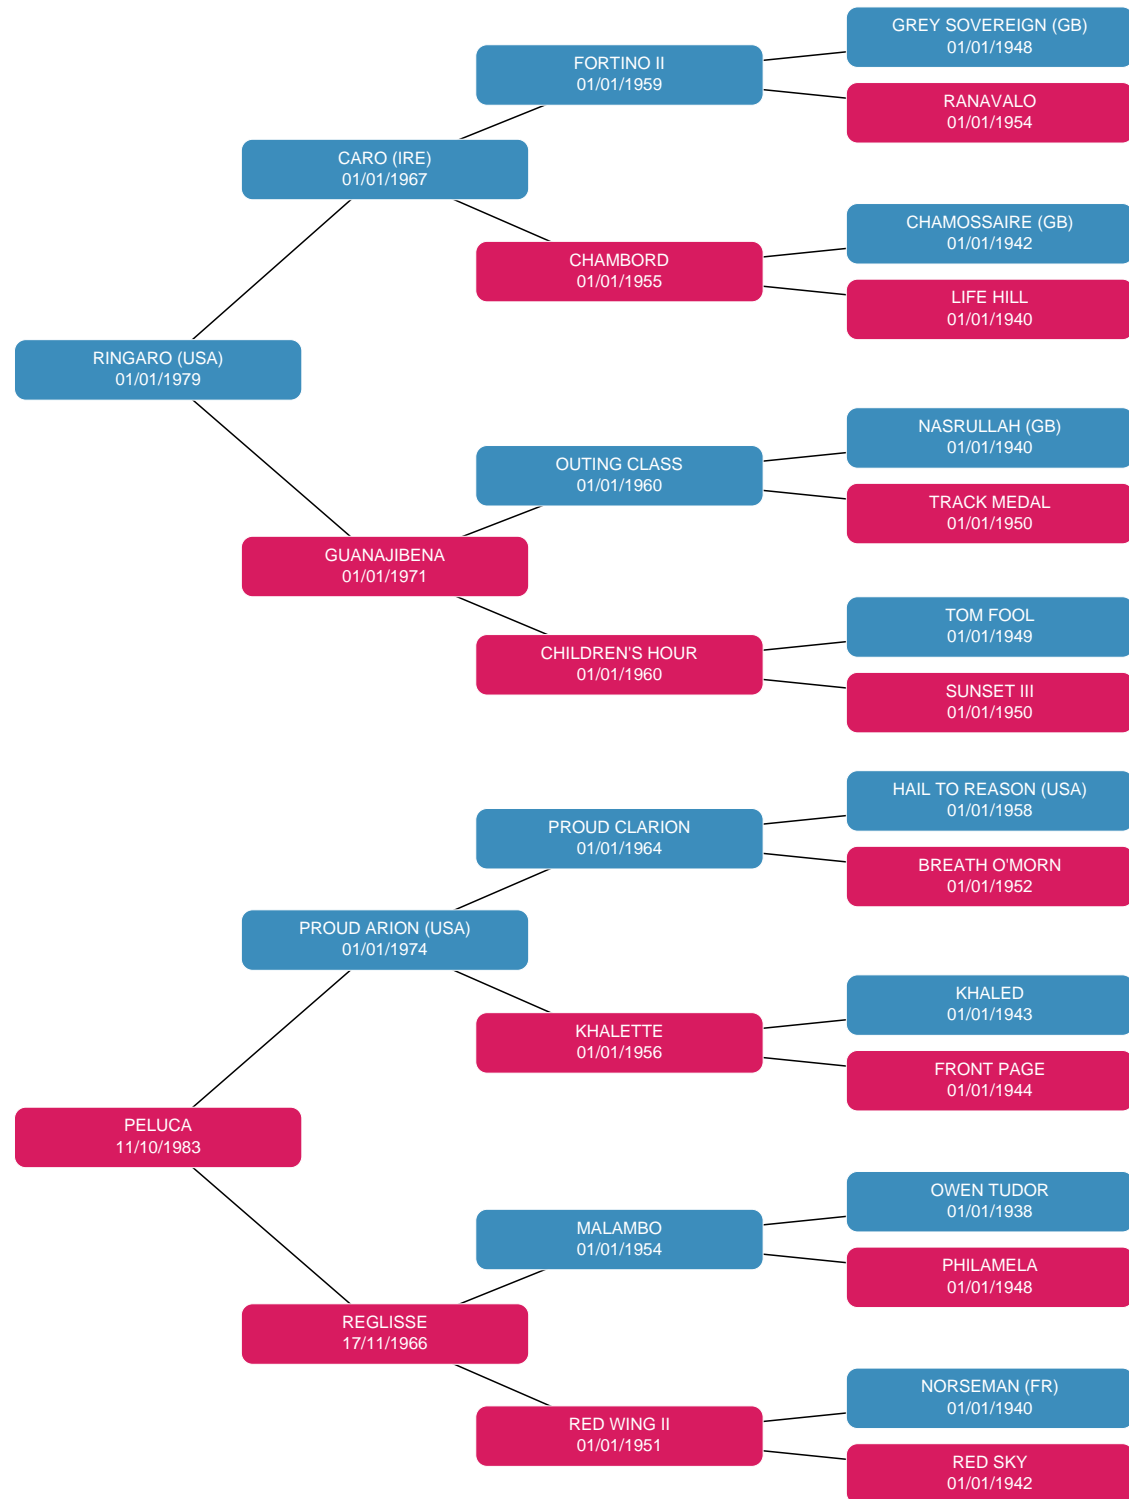 GREY SOVEREIGN (GB)
01/01/1948
FORTINO II
01/01/1959
RANAVALO
01/01/1954
CARO (IRE)
01/01/1967
CHAMOSSAIRE (GB)
01/01/1942
CHAMBORD
01/01/1955
LIFE HILL
01/01/1940
RINGARO (USA)
01/01/1979
NASRULLAH (GB)
01/01/1940
OUTING CLASS
01/01/1960
TRACK MEDAL
01/01/1950
GUANAJIBENA
01/01/1971
TOM FOOL
01/01/1949
CHILDREN'S HOUR
01/01/1960
SUNSET III
01/01/1950
HAIL TO REASON (USA)
01/01/1958
PROUD CLARION
01/01/1964
BREATH O'MORN
01/01/1952
PROUD ARION (USA)
01/01/1974
KHALED
01/01/1943
KHALETTE
01/01/1956
FRONT PAGE
01/01/1944
PELUCA
11/10/1983
OWEN TUDOR
01/01/1938
MALAMBO
01/01/1954
PHILAMELA
01/01/1948
REGLISSE
17/11/1966
NORSEMAN (FR)
01/01/1940
RED WING II
01/01/1951
RED SKY
01/01/1942